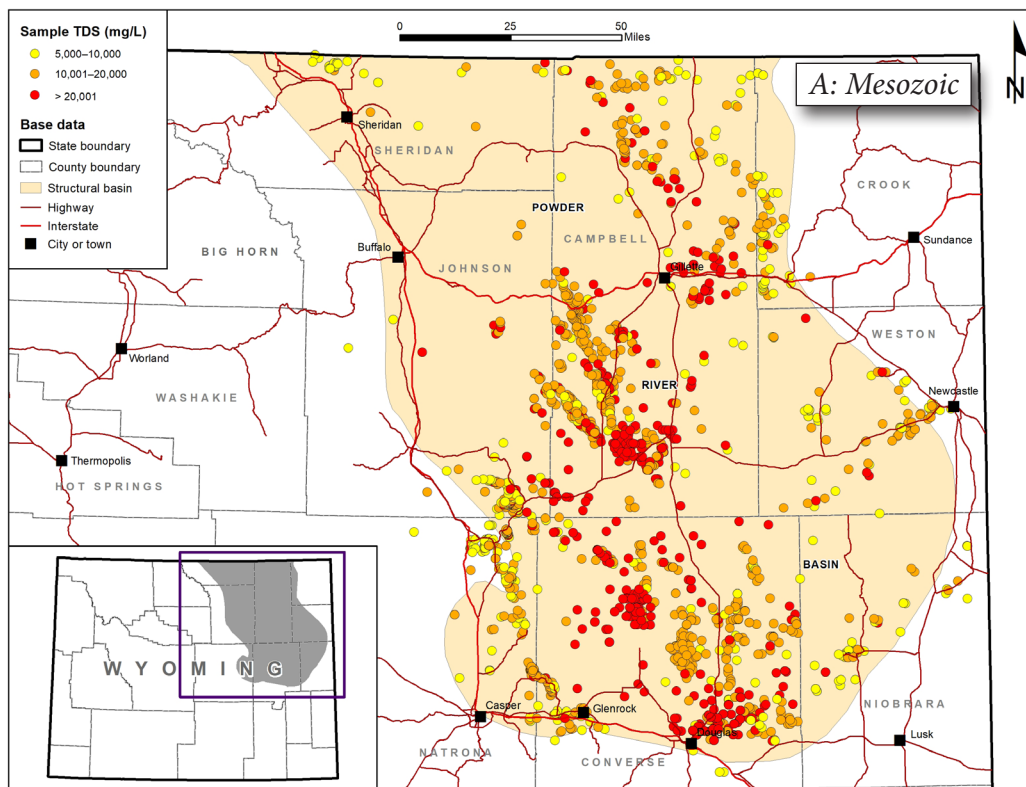 Sample TDS (mg/L)
5,000–10,000
10,001–20,000
> 20,001
Base data
State boundary
County boundary
Structural basin
Highway
Interstate
City or town
0 25 50
Miles
A: Mesozoic
N
Sheridan
SHERIDAN
CROOK
POWDER
BIG HORN
Buffalo
CAMPBELL
Sundance
JOHNSON
Gillette
WESTON
Worland
WASHAKIE
RIVER
Newcastle
Thermopolis
HOT SPRINGS
BASIN
WYOMING
Casper
Glenrock
NIOBRARA
Douglas
Lusk
NATRONA
CONVERSE